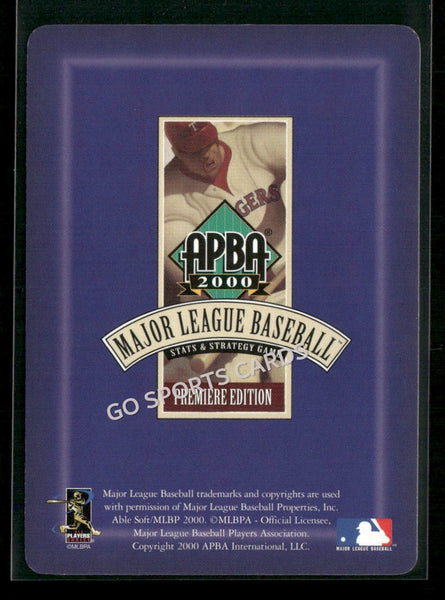 T
GERS
APBA®
2000
MAJOR LEAGUE BASEBALL™
STATS & STRATEGY GAME
GO SPORTS CARDS
PREMIERE EDITION
Major League Baseball trademarks and copyrights are used
with permission of Major League Baseball Properties, Inc.
Able Soft/MLBP 2000. ©MLBPA - Official Licensee,
Major League Baseball Players Association.
Copyright 2000 APBA International, LLC.
PLAYERS
CHOICE
©MLBPA
MAJOR LEAGUE BASEBALL